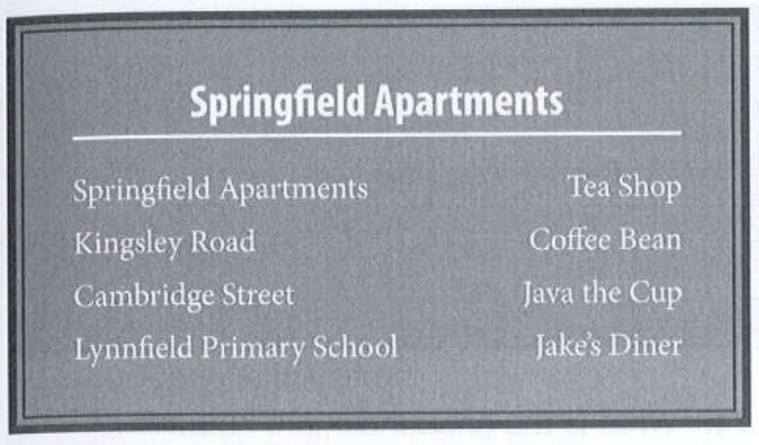 Springfield Apartments
Springfield Apartments Tea Shop
Kingsley Road Coffee Bean
Cambridge Street Java the Cup
Lynnfield Primary School Jake's Diner